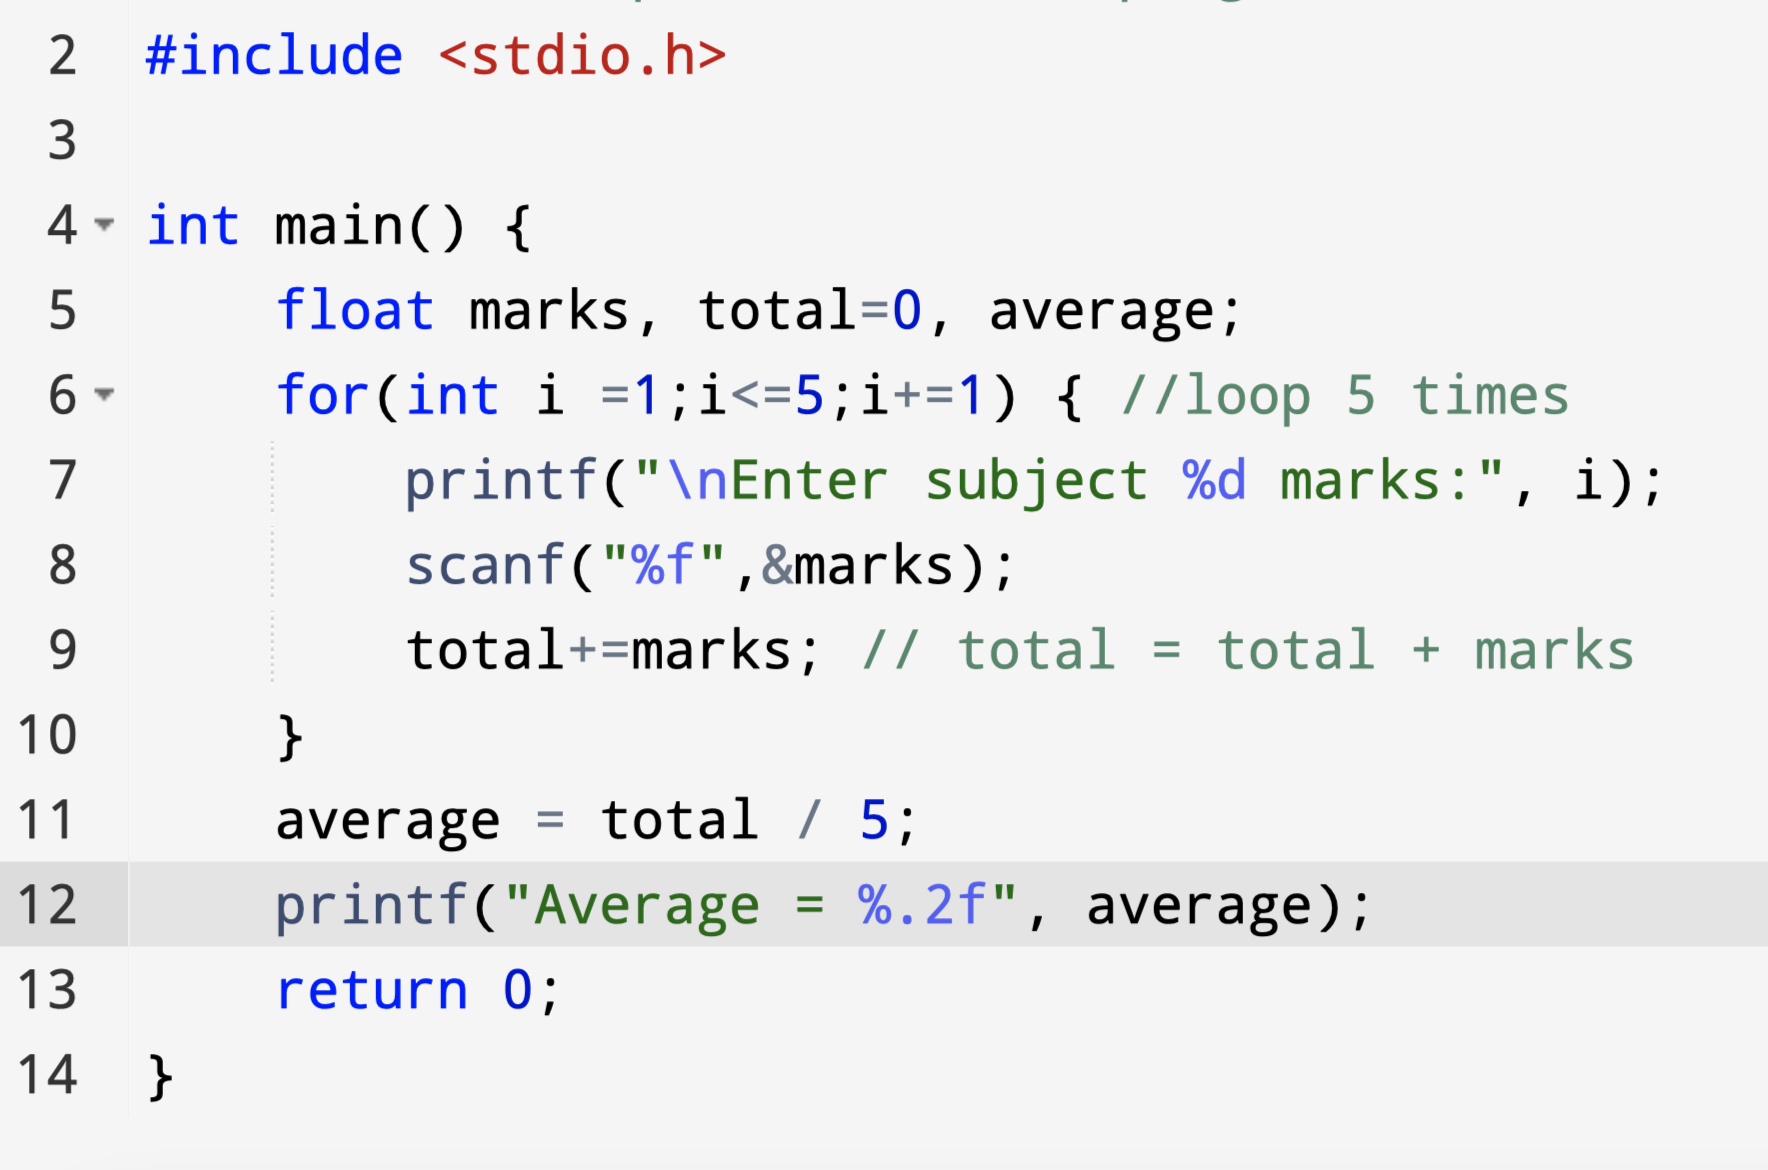 2 #include <stdio.h>
3
4 int main() {
5     float marks, total=0, average;
6     for(int i =1;i<=5;i+=1) { //loop 5 times
7         printf("\nEnter subject %d marks:", i);
8         scanf("%f",&marks);
9         total+=marks; // total = total + marks
10     }
11     average = total / 5;
12     printf("Average = %.2f", average);
13     return 0;
14 }